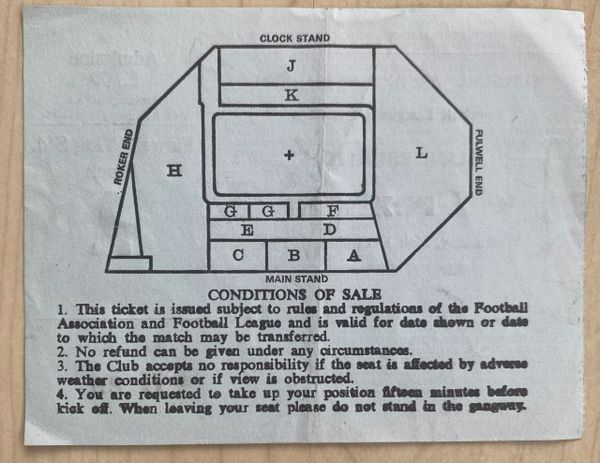 CLOCK STAND
J
K
ROKER END
H
L
FULWELL END
G G F
E D
C B A
MAIN STAND
CONDITIONS OF SALE
1. This ticket is issued subject to rules and regulations of the Football
Association and Football League and is valid for date shown or date
to which the match may be transferred.
2. No refund can be given under any circumstances.
3. The Club accepts no responsibility if the seat is affected by adverse
weather conditions or if view is obstructed.
4. You are requested to take up your position fifteen minutes before
kick off. When leaving your seat please do not stand in the gangway.